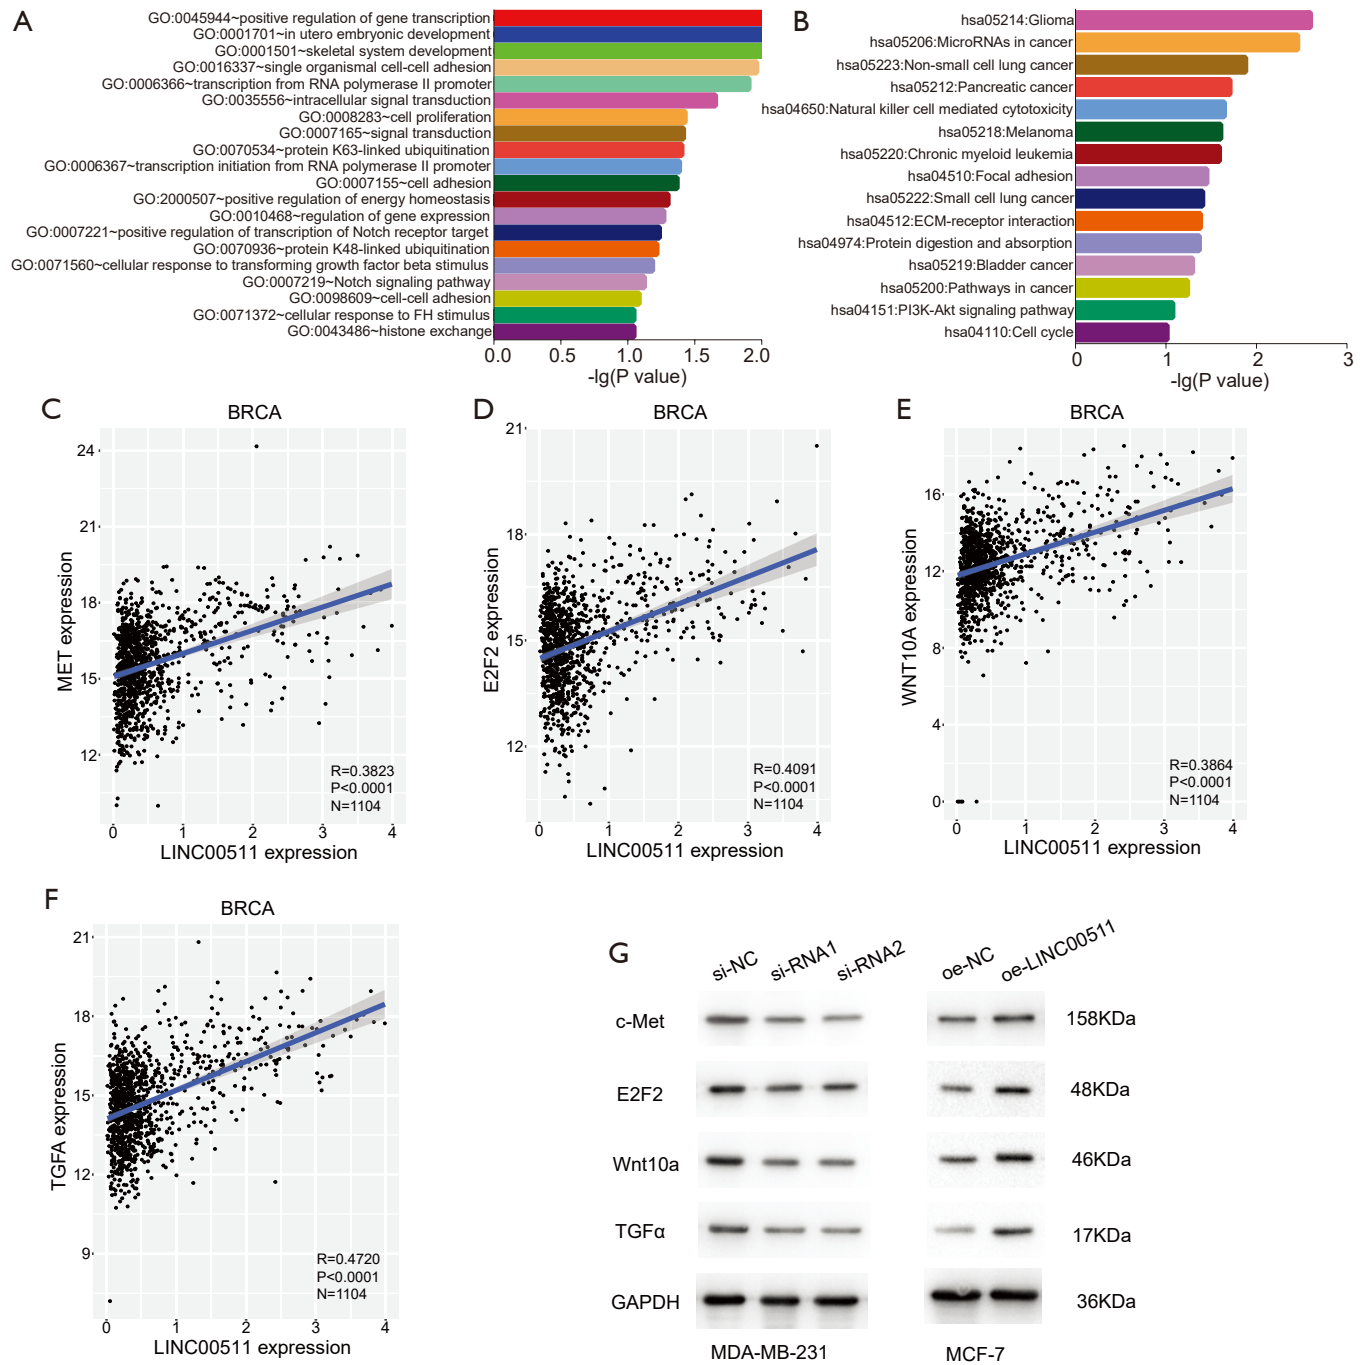 A
GO:0045944~positive regulation of gene transcription
GO:0001701~in utero embryonic development
GO:0001501~skeletal system development
GO:0016337~single organismal cell-cell adhesion
GO:0006366~transcription from RNA polymerase II promoter
GO:0035556~intracellular signal transduction
GO:0008283~cell proliferation
GO:0007165~signal transduction
GO:0070534~protein K63-linked ubiquitination
GO:0006367~transcription initiation from RNA polymerase II promoter
GO:0007155~cell adhesion
GO:2000507~positive regulation of energy homeostasis
GO:0010468~regulation of gene expression
GO:0007221~positive regulation of transcription of Notch receptor target
GO:0070936~protein K48-linked ubiquitination
GO:0071560~cellular response to transforming growth factor beta stimulus
GO:0007219~Notch signaling pathway
GO:0098609~cell-cell adhesion
GO:0071372~cellular response to FH stimulus
GO:0043486~histone exchange
0.0 0.5 1.0 1.5 2.0
-lg(P value)
B
hsa05214:Glioma
hsa05206:MicroRNAs in cancer
hsa05223:Non-small cell lung cancer
hsa05212:Pancreatic cancer
hsa04650:Natural killer cell mediated cytotoxicity
hsa05218:Melanoma
hsa05220:Chronic myeloid leukemia
hsa04510:Focal adhesion
hsa05222:Small cell lung cancer
hsa04512:ECM-receptor interaction
hsa04974:Protein digestion and absorption
hsa05219:Bladder cancer
hsa05200:Pathways in cancer
hsa04151:PI3K-Akt signaling pathway
hsa04110:Cell cycle
0 1 2 3
-lg(P value)
C
BRCA
MET expression
24
21
18
15
12
R=0.3823
P<0.0001
N=1104
0 1 2 3 4
LINC00511 expression
D
BRCA
E2F2 expression
21
18
15
12
R=0.4091
P<0.0001
N=1104
0 1 2 3 4
LINC00511 expression
E
BRCA
WNT10A expression
16
12
8
4
0
R=0.3864
P<0.0001
N=1104
0 1 2 3 4
LINC00511 expression
F
BRCA
TGFA expression
21
18
15
12
9
R=0.4720
P<0.0001
N=1104
0 1 2 3 4
LINC00511 expression
G
si-NC si-RNA1 si-RNA2 oe-NC oe-LINC00511
c-Met 158KDa
E2F2 48KDa
Wnt10a 46KDa
TGFα 17KDa
GAPDH 36KDa
MDA-MB-231 MCF-7